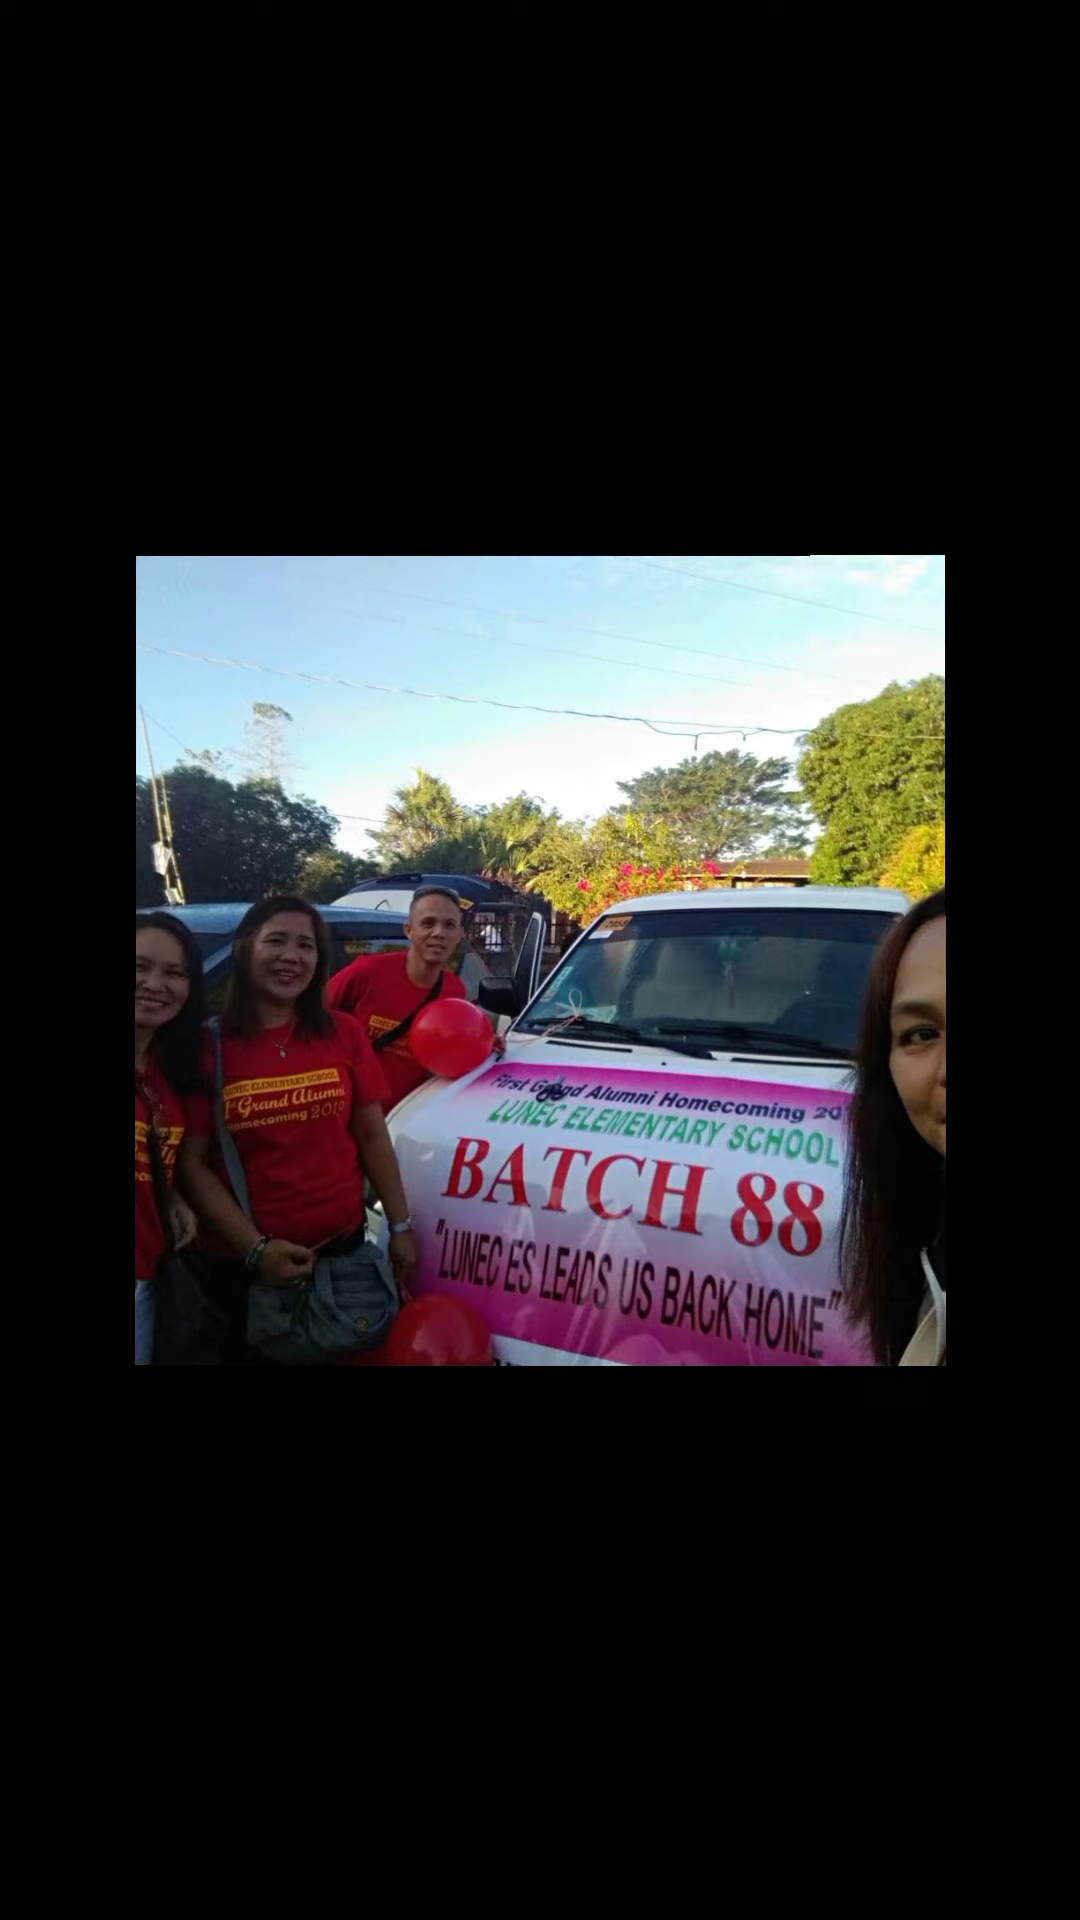 First Grand Alumni Homecoming 20
LUNEC ELEMENTARY SCHOOL
BATCH 88
"LUNEC ES LEADS US BACK HOME"
LUNEC ELEMENTARY SCHOOL
1st Grand Alumni
Homecoming 2019